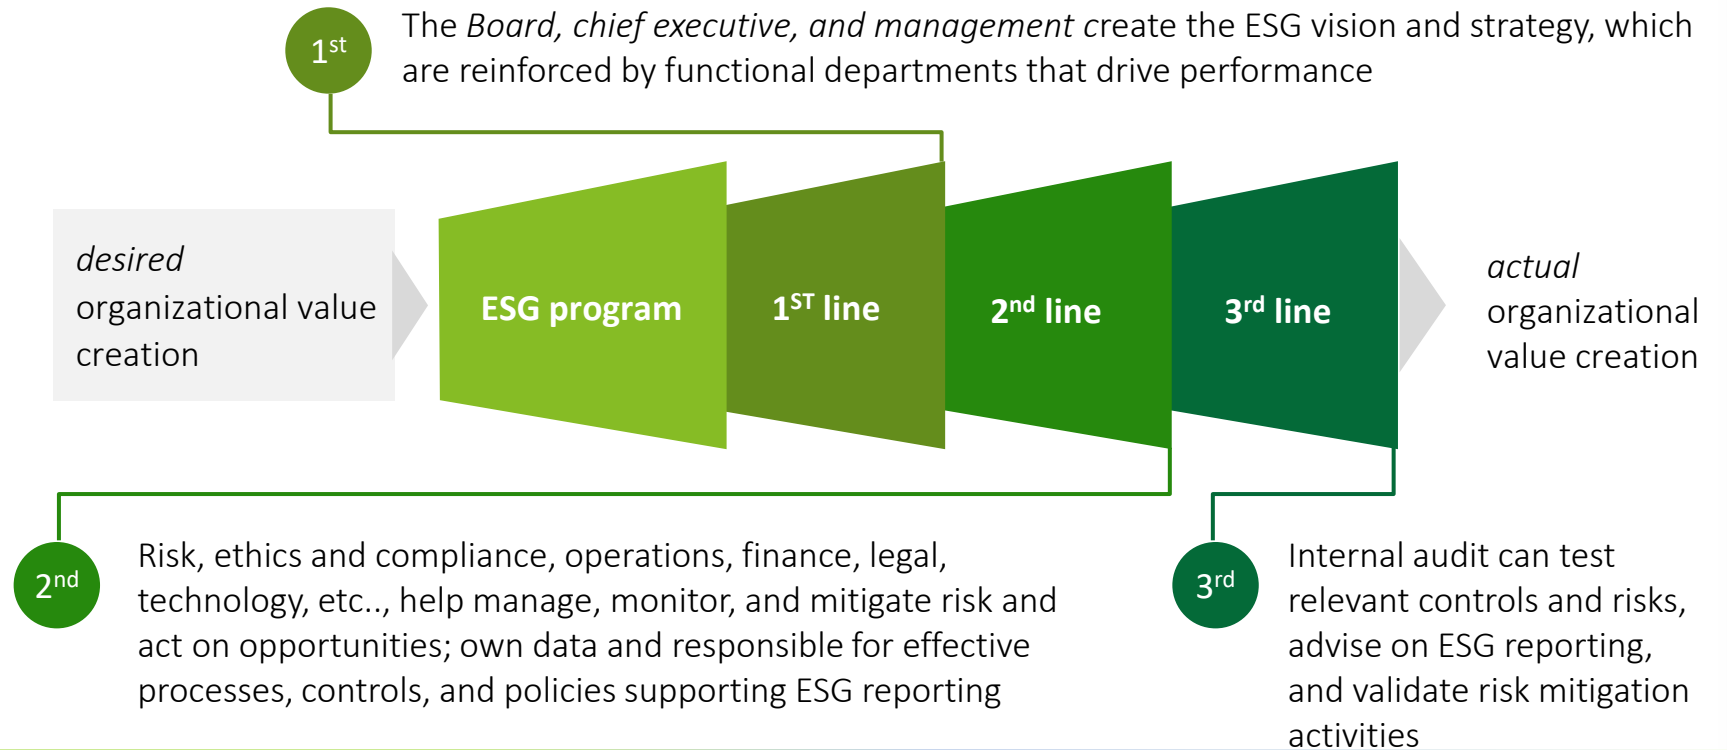 1st
The Board, chief executive, and management create the ESG vision and strategy, which
are reinforced by functional departments that drive performance
desired
organizational value
creation
ESG program
1ST line
2nd line
3rd line
actual
organizational
value creation
2nd
Risk, ethics and compliance, operations, finance, legal,
technology, etc.., help manage, monitor, and mitigate risk and
act on opportunities; own data and responsible for effective
processes, controls, and policies supporting ESG reporting
3rd
Internal audit can test
relevant controls and risks,
advise on ESG reporting,
and validate risk mitigation
activities